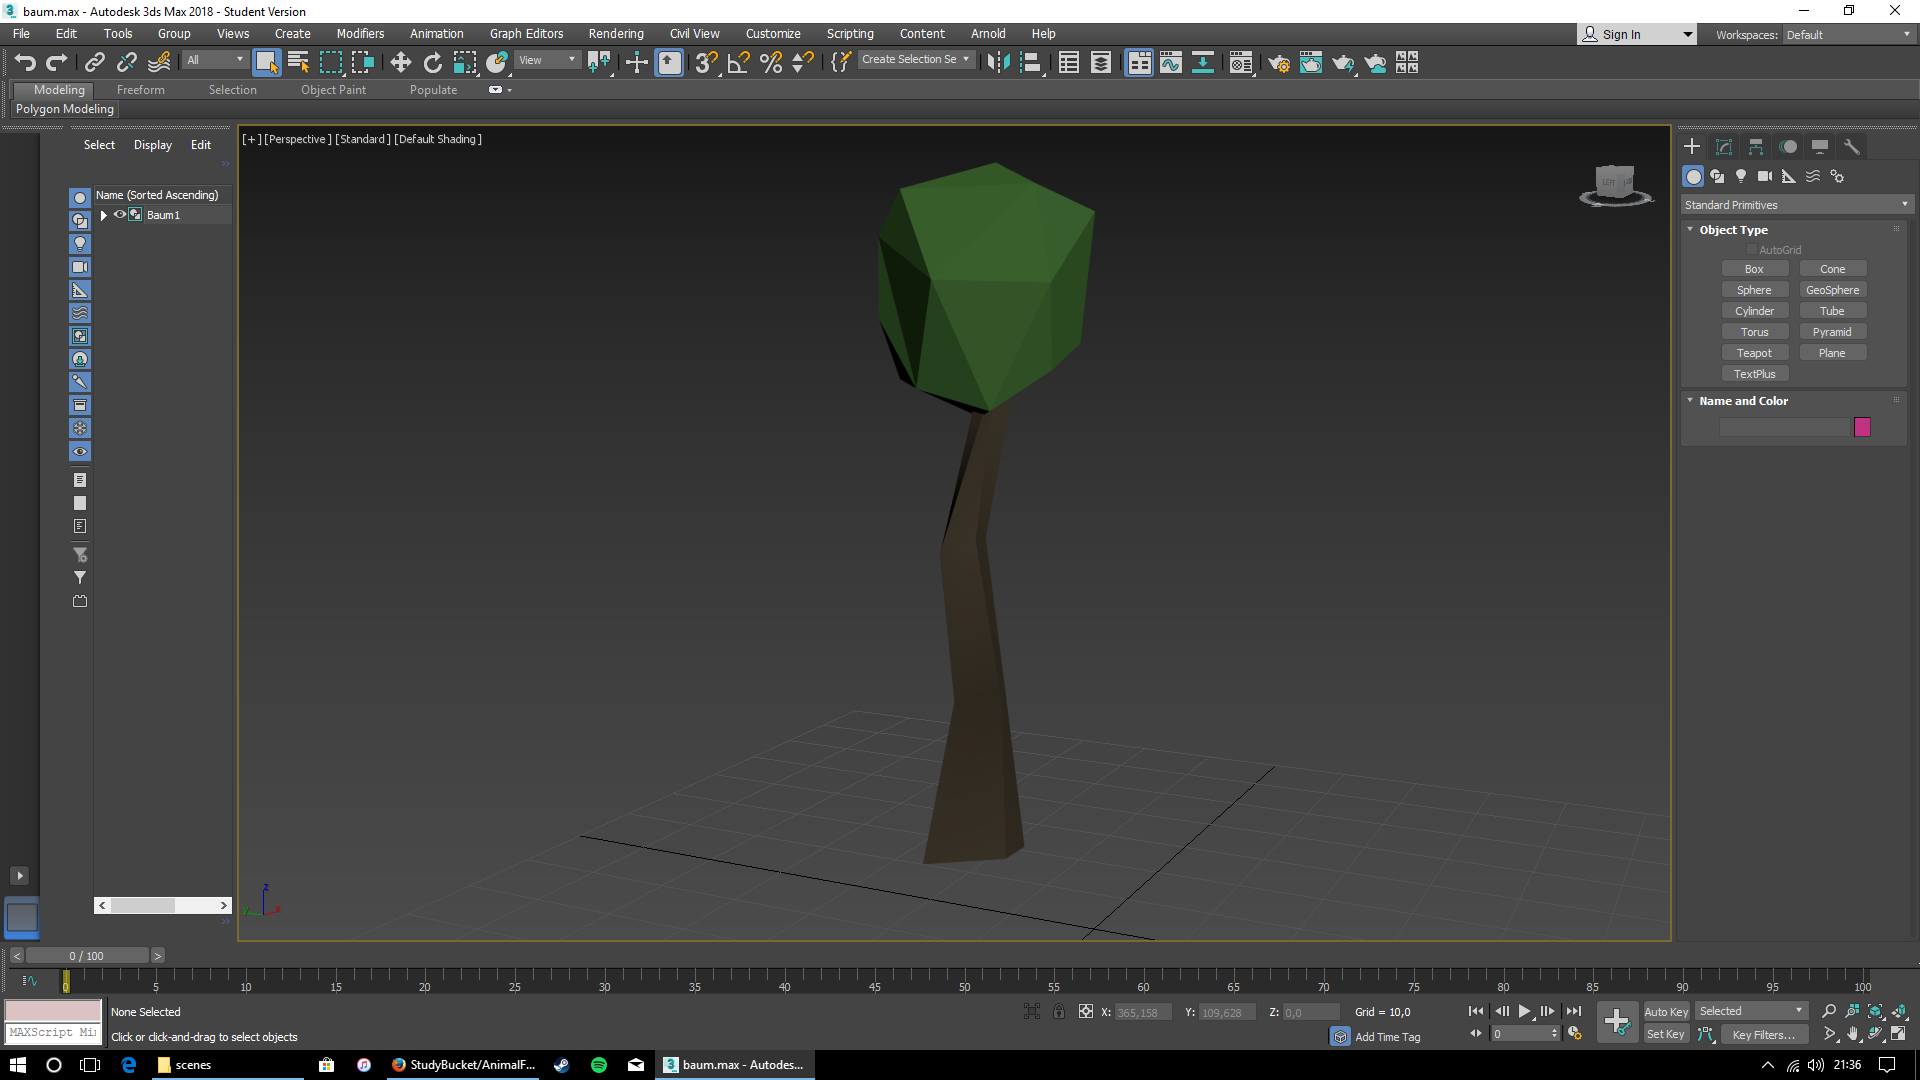 baum.max - Autodesk 3ds Max 2018 - Student Version
File Edit Tools Group Views Create Modifiers Animation Graph Editors Rendering Civil View Customize Scripting Content Arnold Help
Sign In
Workspaces: Default
All
View
Create Selection Se
Modeling Freeform Selection Object Paint Populate
Polygon Modeling
Select Display Edit
Name (Sorted Ascending)
Baum1
[+] [Perspective ] [Standard ] [Default Shading ]
LEFT
Standard Primitives
Object Type
AutoGrid
Box Cone
Sphere GeoSphere
Cylinder Tube
Torus Pyramid
Teapot Plane
TextPlus
Name and Color
z
y
x
< 0 / 100 >
0 5 10 15 20 25 30 35 40 45 50 55 60 65 70 75 80 85 90 95 100
None Selected
X: 365,158 Y: 109,628 Z: 0,0 Grid = 10,0
Auto Key Selected
MAXScript Mi
Click or click-and-drag to select objects
Add Time Tag
0
Set Key Key Filters...
scenes
StudyBucket/AnimalF...
baum.max - Autodes...
21:36